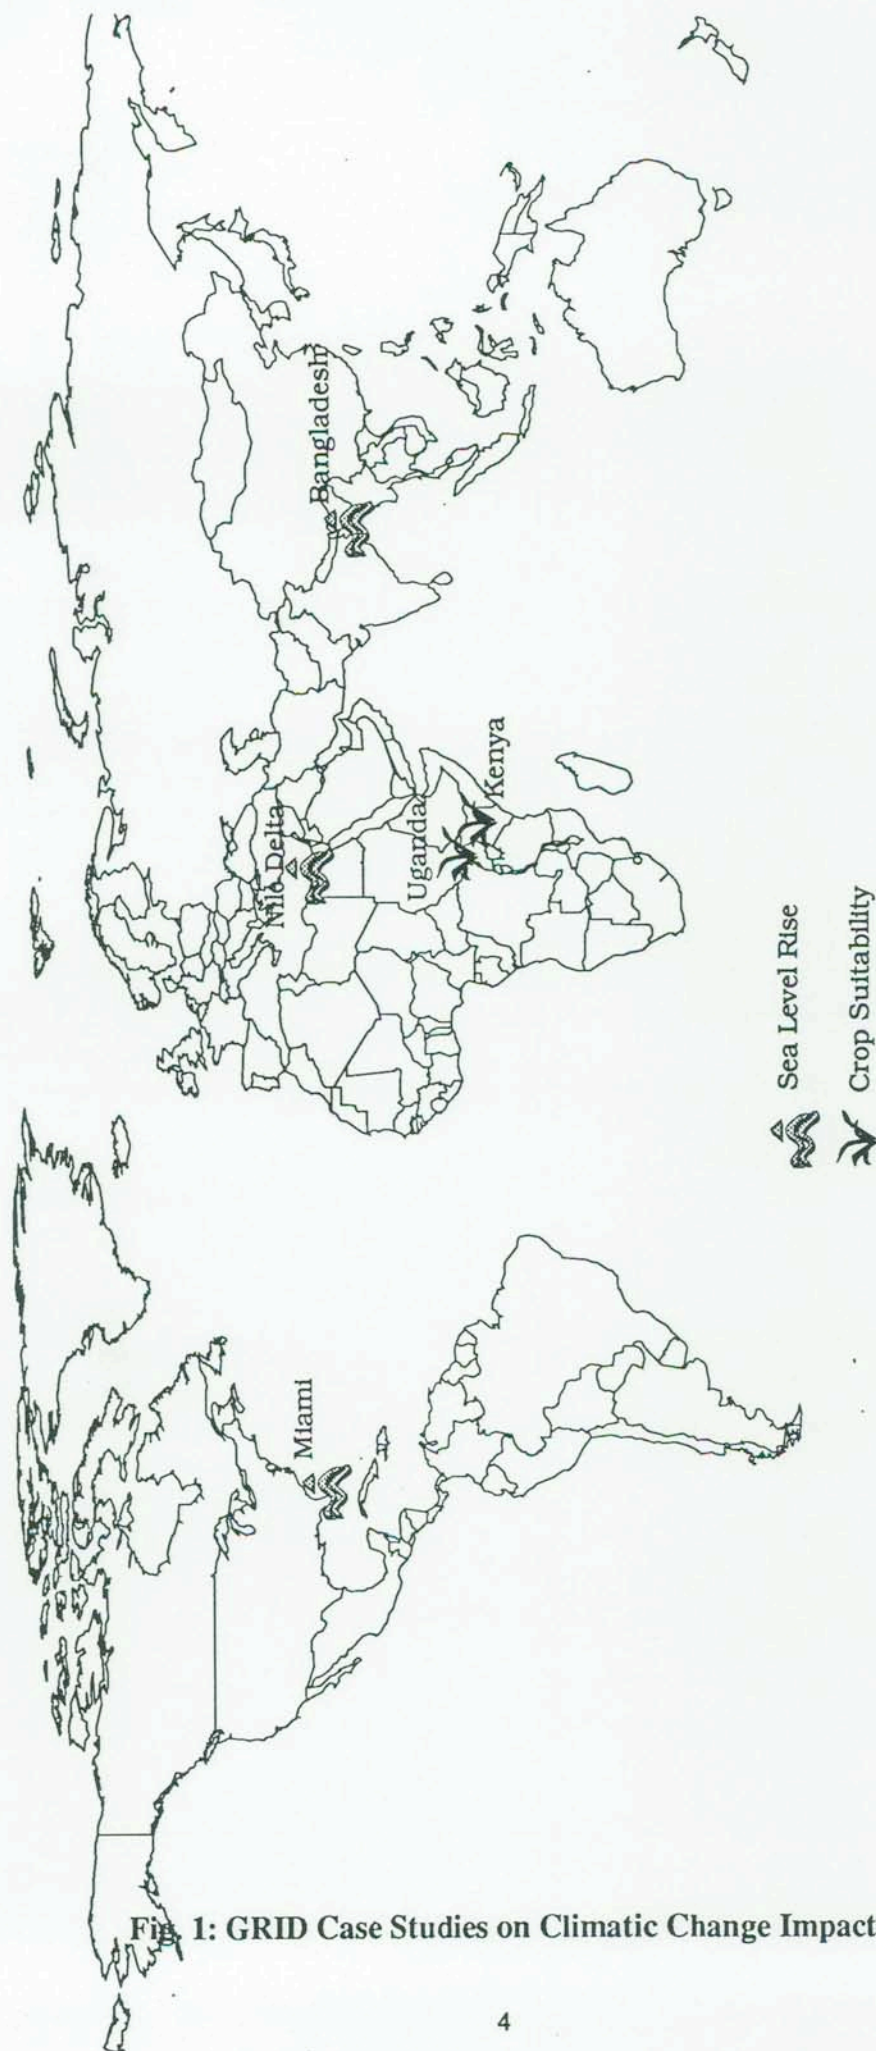 Bangladesh
Nile Delta
Uganda
Kenya
Miami
Sea Level Rise
Crop Suitability
Fig. 1: GRID Case Studies on Climatic Change Impact
4